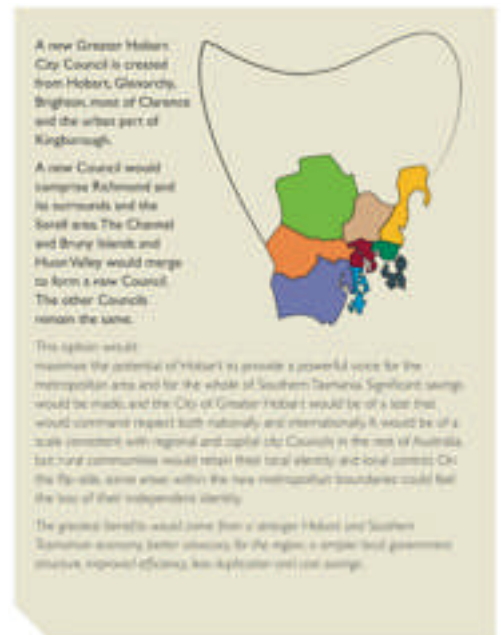 A new Greater Hobart
City Council is created
from Hobart, Glenorchy,
Brighton, most of Clarence
and the urban part of
Kingborough.
A new Council would
comprise Richmond and
its surrounds and the
Sorell area. The Channel
and Bruny Islands and
Huon Valley would merge
to form a new Council.
The other Councils
remain the same.
This option would:
maximise the potential of Hobart to provide a powerful voice for the
metropolitan area and for the whole of Southern Tasmania. Significant savings
would be made, and the City of Greater Hobart would be of a size that
would command respect both nationally and internationally. It would be of a
scale consistent with regional and capital city Councils in the rest of Australia
but rural communities would retain their local identity and local control. On
the flip-side, some areas within the new metropolitan boundaries could feel
the loss of their independent identity.
The greatest benefits would come from a stronger Hobart and Southern
Tasmanian economy, better advocacy for the region, a simpler local government
structure, improved efficiency, less duplication and cost savings.